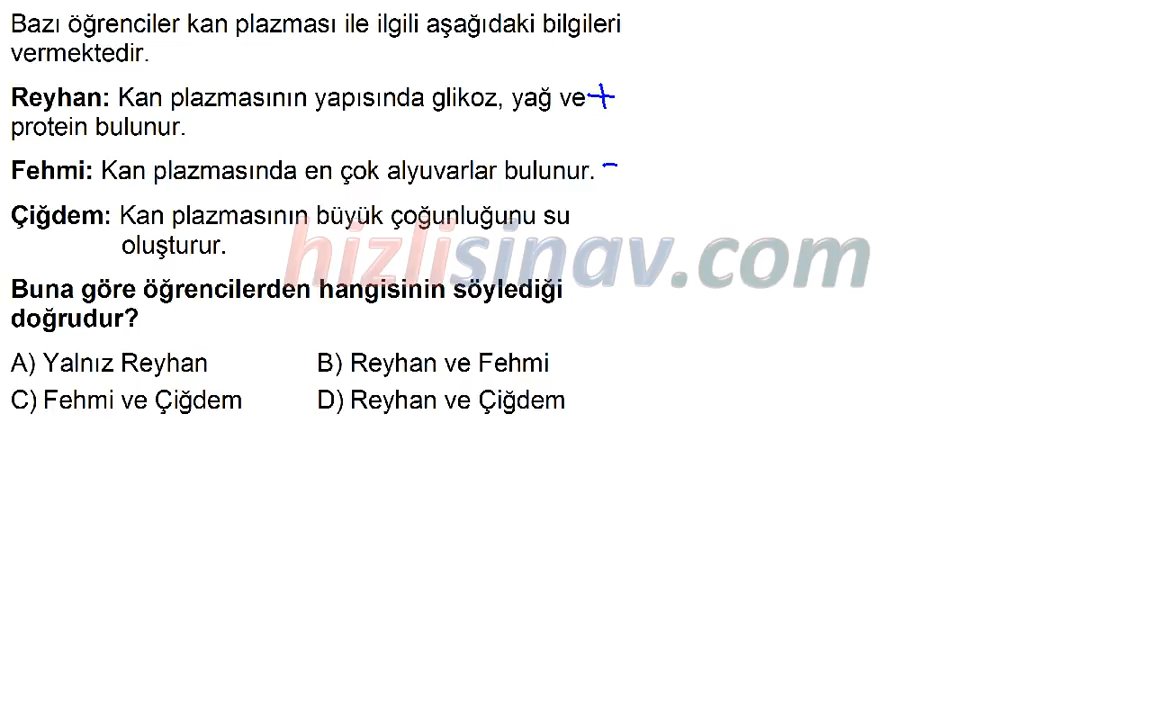 Bazı öğrenciler kan plazması ile ilgili aşağıdaki bilgileri
vermektedir.
Reyhan: Kan plazmasının yapısında glikoz, yağ ve +
protein bulunur.
Fehmi: Kan plazmasında en çok alyuvarlar bulunur. -
Çiğdem: Kan plazmasının büyük çoğunluğunu su
oluşturur.
hizlisinav.com
Buna göre öğrencilerden hangisinin söylediği
doğrudur?
A) Yalnız Reyhan B) Reyhan ve Fehmi
C) Fehmi ve Çiğdem D) Reyhan ve Çiğdem